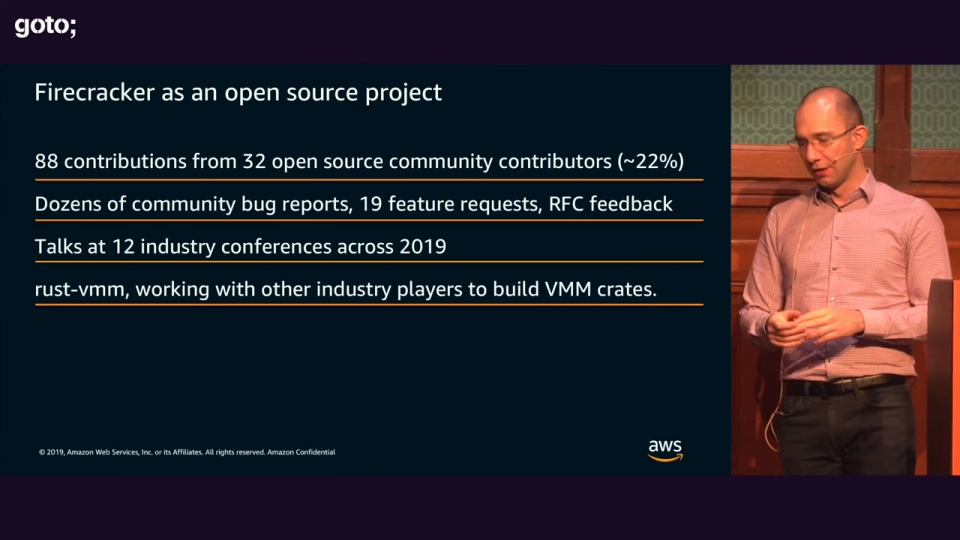 goto;
Firecracker as an open source project
88 contributions from 32 open source community contributors (~22%)
Dozens of community bug reports, 19 feature requests, RFC feedback
Talks at 12 industry conferences across 2019
rust-vmm, working with other industry players to build VMM crates.
© 2019, Amazon Web Services, Inc. or its Affiliates. All rights reserved. Amazon Confidential
aws